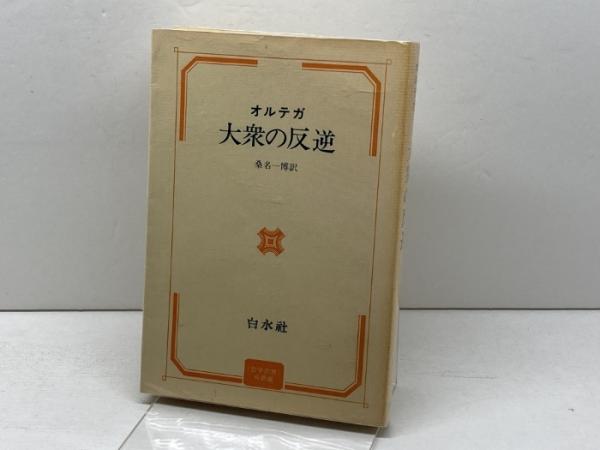 オルテガ
大衆の反逆
桑名一博訳
白水社